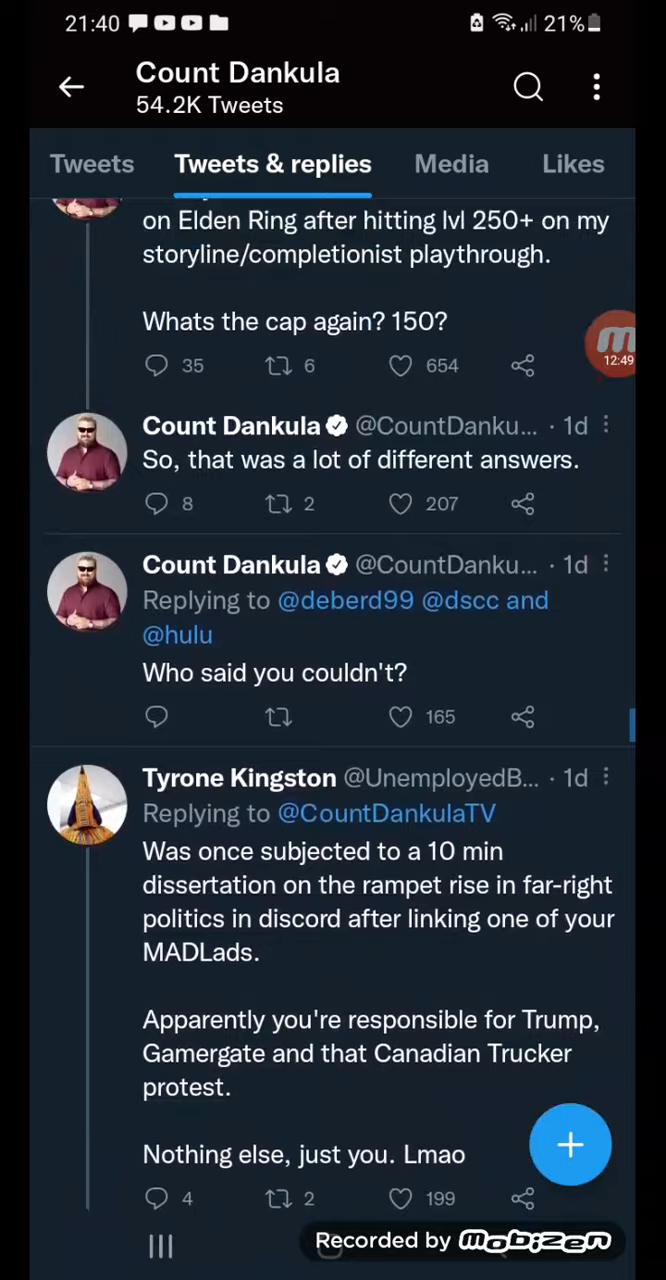 21:40
21%
Count Dankula
54.2K Tweets
Tweets
Tweets & replies
Media
Likes
on Elden Ring after hitting lvl 250+ on my
storyline/completionist playthrough.
Whats the cap again? 150?
35 6 654
12:49
Count Dankula @CountDanku... · 1d
So, that was a lot of different answers.
8 2 207
Count Dankula @CountDanku... · 1d
Replying to @deberd99 @dscc and
@hulu
Who said you couldn't?
165
Tyrone Kingston @UnemployedB... · 1d
Replying to @CountDankulaTV
Was once subjected to a 10 min
dissertation on the rampet rise in far-right
politics in discord after linking one of your
MADLads.
Apparently you're responsible for Trump,
Gamergate and that Canadian Trucker
protest.
Nothing else, just you. Lmao
4 2 199
Recorded by mobizen